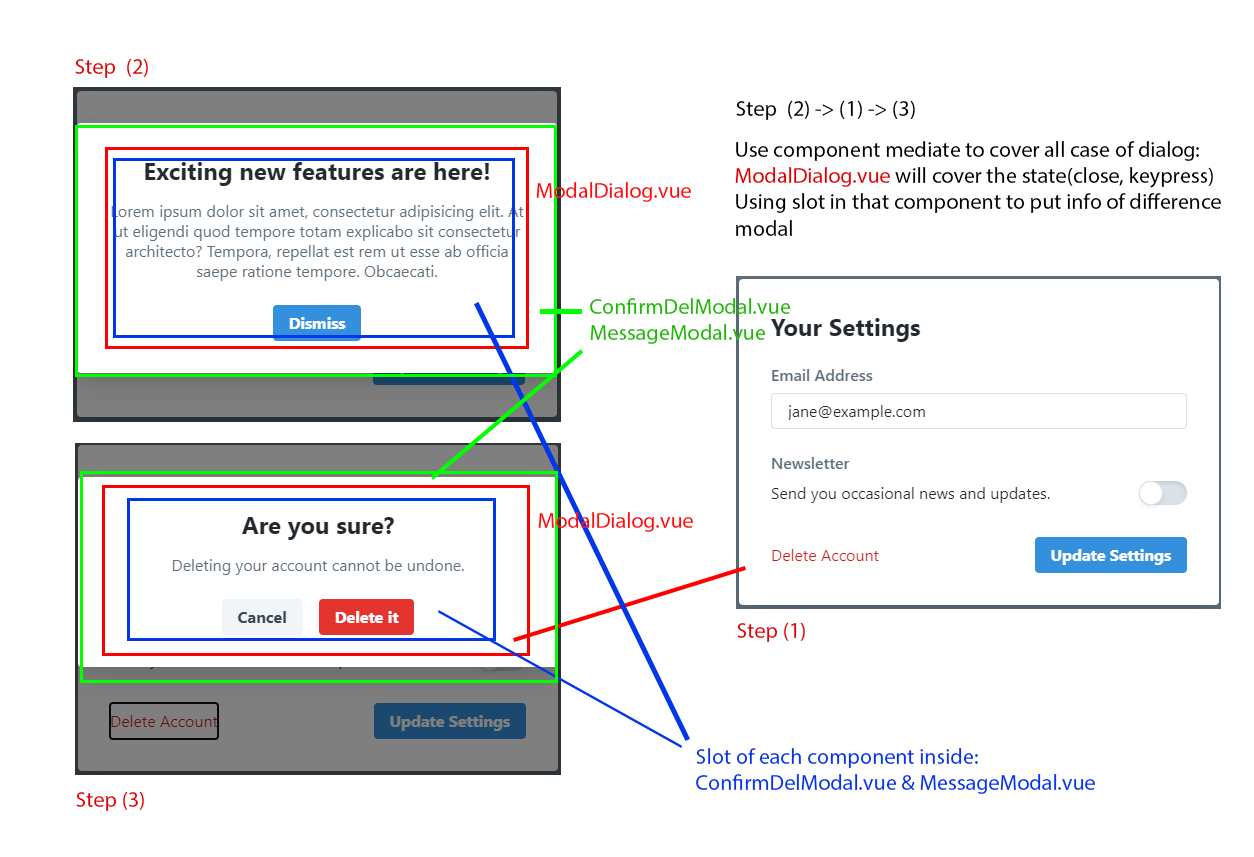 Step (2)
Exciting new features are here!
Lorem ipsum dolor sit amet, consectetur adipisicing elit. At
ut eligendi quod tempore totam explicabo sit consectetur
architecto? Tempora, repellat est rem ut esse ab officia
saepe ratione tempore. Obcaecati.
Dismiss
ModalDialog.vue
Step (2) -> (1) -> (3)
Use component mediate to cover all case of dialog:
ModalDialog.vue will cover the state(close, keypress)
Using slot in that component to put info of difference
modal
ConfirmDelModal.vue
MessageModal.vue
Your Settings
Email Address
jane@example.com
Newsletter
Send you occasional news and updates.
Delete Account
Update Settings
Step (1)
Are you sure?
Deleting your account cannot be undone.
Cancel
Delete it
ModalDialog.vue
Delete Account
Update Settings
Step (3)
Slot of each component inside:
ConfirmDelModal.vue & MessageModal.vue